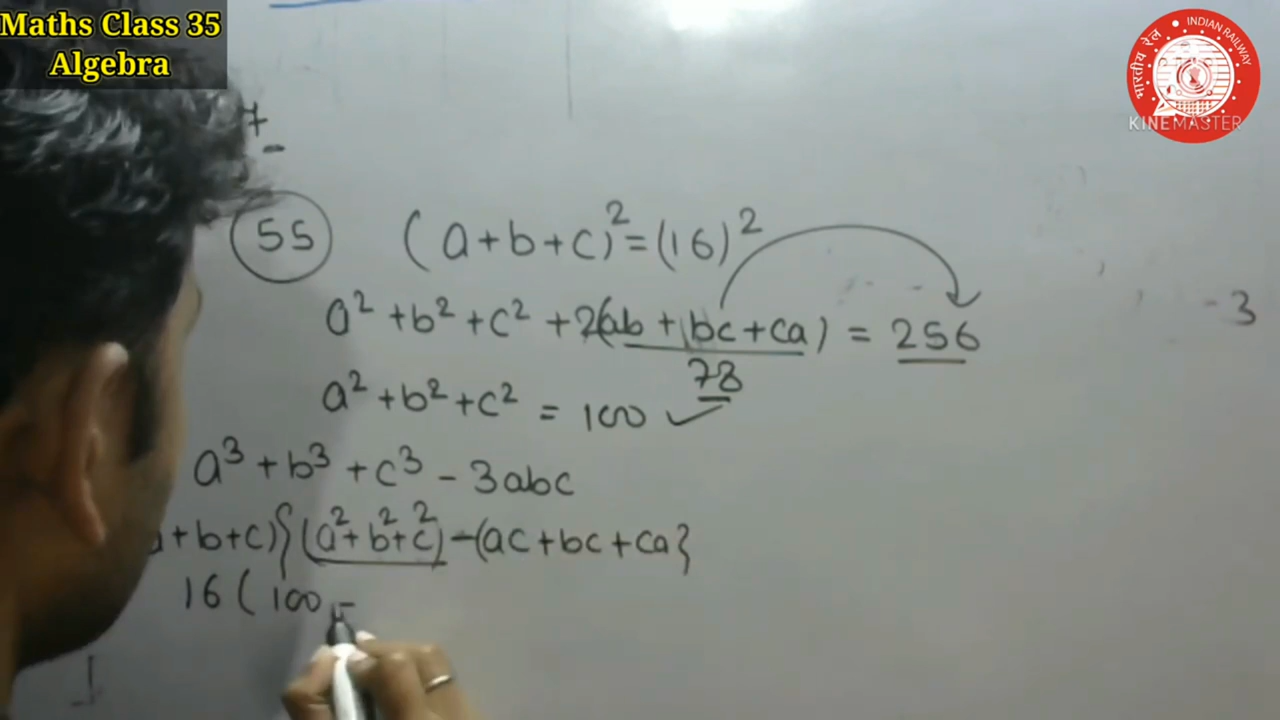 Maths Class 35
Algebra
भारतीय रेल
INDIAN RAILWAY
KINEMASTER
+
-
55 (a+b+c)²=(16)²
a²+b²+c²+2(ab+bc+ca) = 256
78
-3
a²+b²+c² = 100 ✓
a³+b³+c³-3abc
+b+c){(a²+b²+c²)-(ac+bc+ca}
16(100-